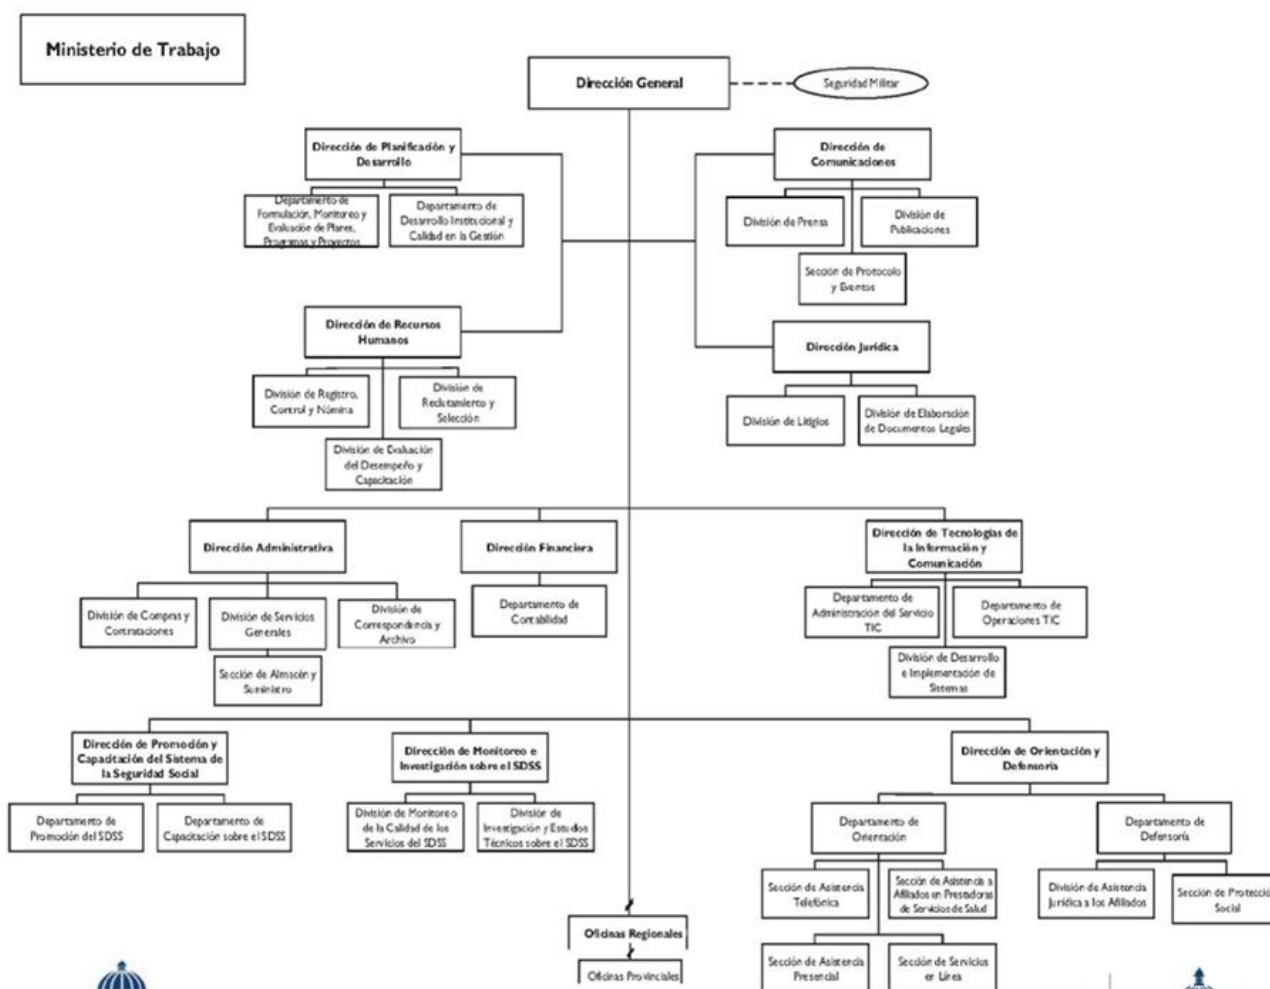 Ministerio de Trabajo
Dirección General
Seguridad Militar
Dirección de Planificación y
Desarrollo
Departamento de
Formulación, Monitoreo y
Evaluación de Planes,
Programas y Proyectos
Departamento de
Desarrollo Institucional y
Calidad en la Gestión
Dirección de
Comunicaciones
División de Prensa
División de
Publicaciones
Sección de Protocolo
y Eventos
Dirección de Recursos
Humanos
División de Registro,
Control y Nómina
División de
Reclutamiento y
Selección
División de Evaluación
del Desempeño y
Capacitación
Dirección Jurídica
División de Litigios
División de Elaboración
de Documentos Legales
Dirección Administrativa
División de Compras y
Contrataciones
División de Servicios
Generales
División de
Correspondencia y
Archivo
Sección de Almacén y
Suministro
Dirección Financiera
Departamento de
Contabilidad
Dirección de Tecnologías de
la Información y
Comunicación
Departamento de
Administración del Servicio
TIC
Departamento de
Operaciones TIC
División de Desarrollo
e Implementación de
Sistemas
Dirección de Promoción y
Capacitación del Sistema de
la Seguridad Social
Departamento de
Promoción del SDSS
Departamento de
Capacitación sobre el SDSS
Dirección de Monitoreo e
Investigación sobre el SDSS
División de Monitoreo
de la Calidad de los
Servicios del SDSS
División de
Investigación y Estudios
Técnicos sobre el SDSS
Dirección de Orientación y
Defensoría
Departamento de
Orientación
Departamento de
Defensoría
Sección de Asistencia
Telefónica
Sección de Asistencia a
Afiliados en Prestadoras
de Servicios de Salud
División de Asistencia
Jurídica a los Afiliados
Sección de Protecció
Social
Sección de Asistencia
Presencial
Sección de Servicios
en Línea
Oficinas Regionales
Oficinas Provinciales